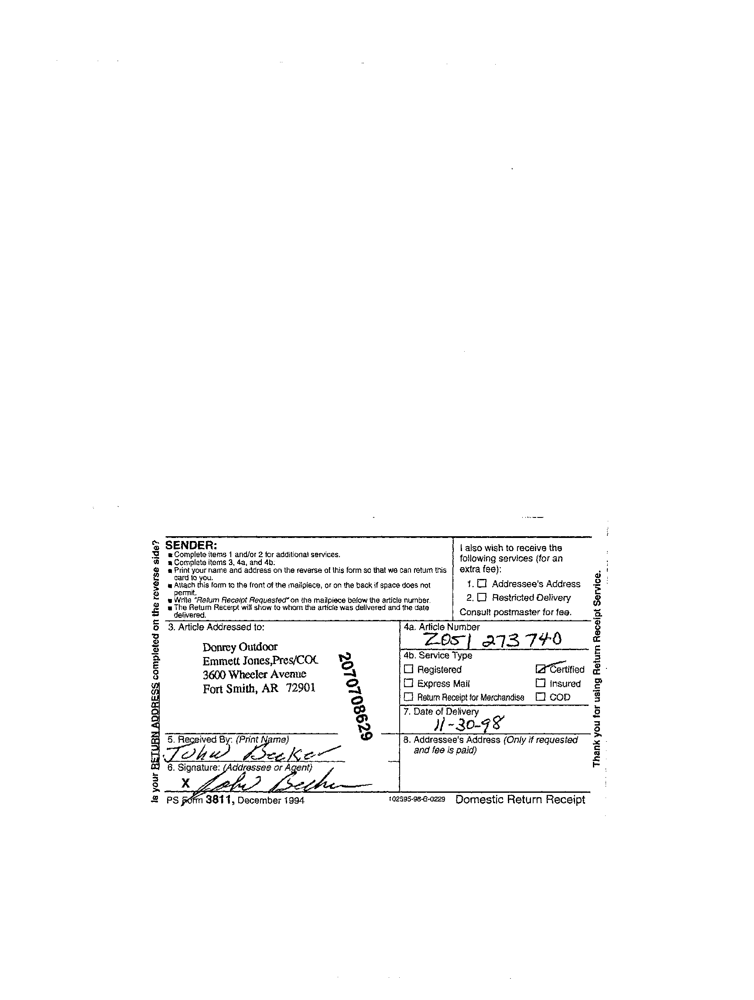 Is your RETURN ADDRESS completed on the reverse side?
SENDER:
■ Complete items 1 and/or 2 for additional services.
■ Complete items 3, 4a, and 4b.
■ Print your name and address on the reverse of this form so that we can return this
card to you.
■ Attach this form to the front of the mailpiece, or on the back if space does not
permit.
■ Write "Return Receipt Requested" on the mailpiece below the article number.
■ The Return Receipt will show to whom the article was delivered and the date
delivered.
I also wish to receive the
following services (for an
extra fee):
1. ☐ Addressee's Address
2. ☐ Restricted Delivery
Consult postmaster for fee.
3. Article Addressed to:
Donrey Outdoor
Emmett Jones,Pres/COO
3600 Wheeler Avenue
Fort Smith, AR 72901
2070708629
4a. Article Number
Z051 273 740
4b. Service Type
☐ Registered ☑ Certified
☐ Express Mail ☐ Insured
☐ Return Receipt for Merchandise ☐ COD
7. Date of Delivery
11-30-98
5. Received By: (Print Name)
John Becker
8. Addressee's Address (Only if requested
and fee is paid)
6. Signature: (Addressee or Agent)
X John Becker
PS Form 3811, December 1994
102595-98-B-0229 Domestic Return Receipt
Thank you for using Return Receipt Service.